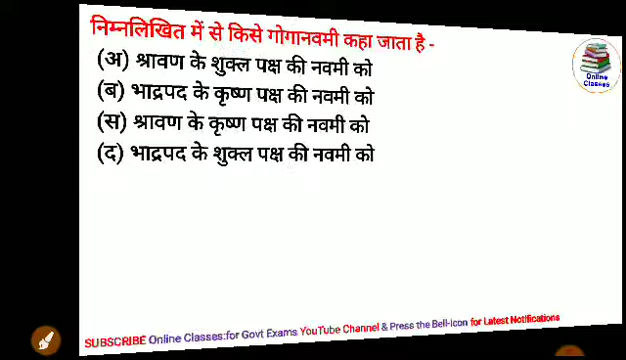 निम्नलिखित में से किसे गोगानवमी कहा जाता है -
(अ) श्रावण के शुक्ल पक्ष की नवमी को
(ब) भाद्रपद के कृष्ण पक्ष की नवमी को
(स) श्रावण के कृष्ण पक्ष की नवमी को
(द) भाद्रपद के शुक्ल पक्ष की नवमी को
Online
Classes
SUBSCRIBE Online Classes:for Govt Exams YouTube Channel & Press the Bell-Icon for Latest Notifications